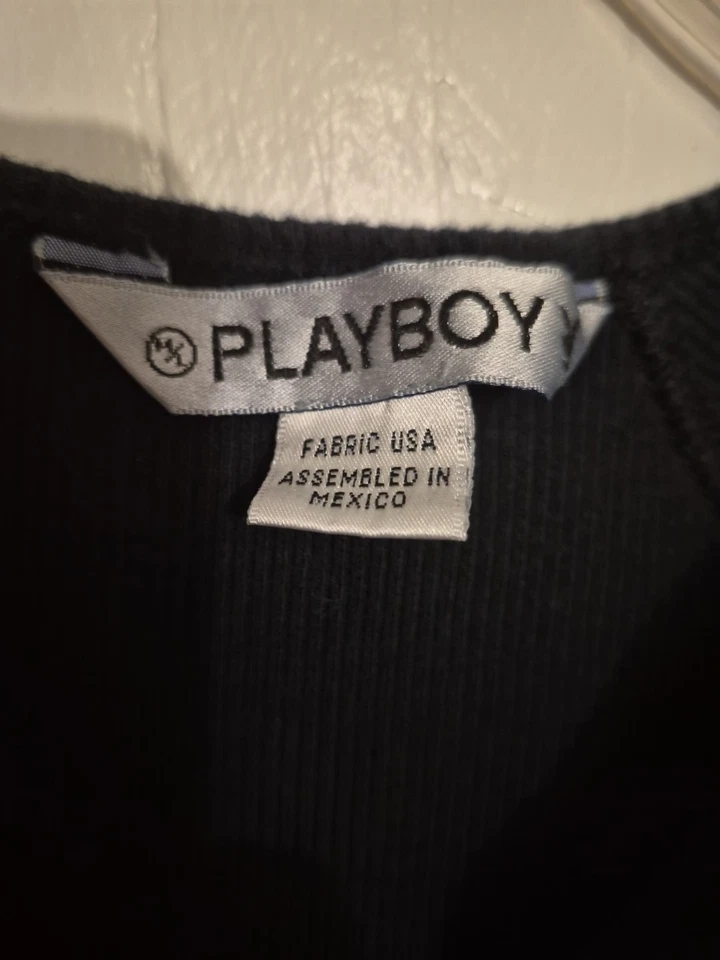 PLAYBOY
FABRIC USA
ASSEMBLED IN
MEXICO